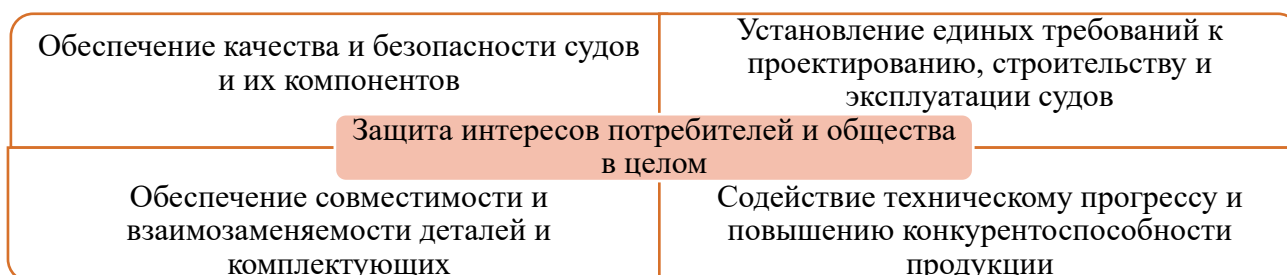 Обеспечение качества и безопасности судов
и их компонентов
Установление единых требований к
проектированию, строительству и
эксплуатации судов
Защита интересов потребителей и общества
в целом
Обеспечение совместимости и
взаимозаменяемости деталей и
комплектующих
Содействие техническому прогрессу и
повышению конкурентоспособности
продукции